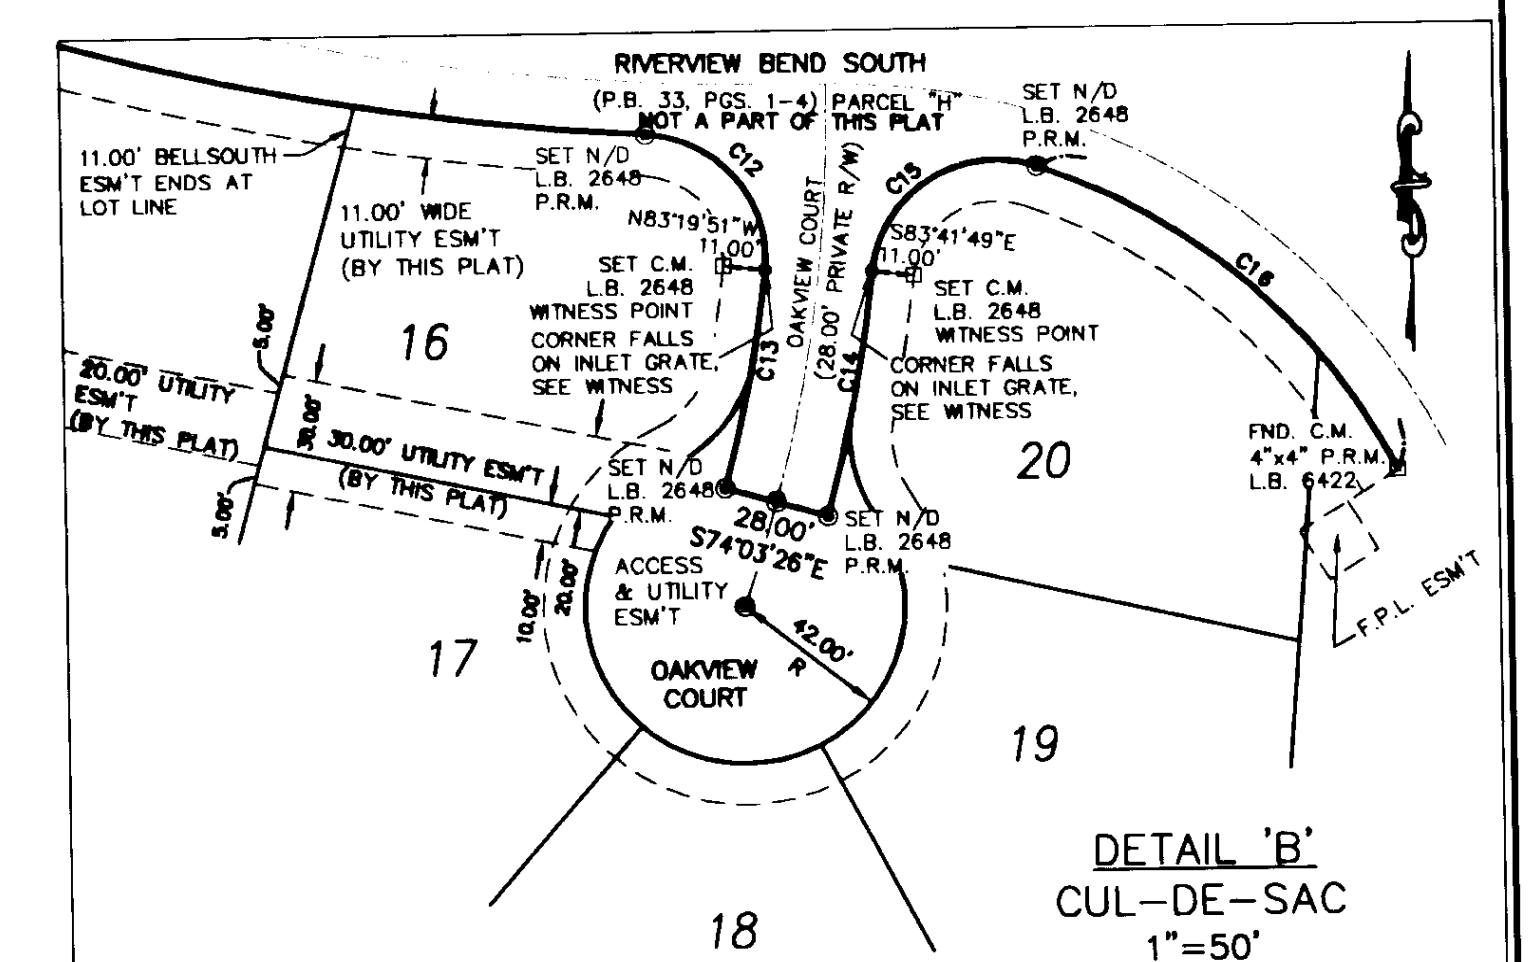 RIVERVIEW BEND SOUTH
(P.B. 33, PGS. 1-4) PARCEL "H"
NOT A PART OF THIS PLAT
SET N/D
L.B. 2648
P.R.M.
11.00' BELLSOUTH
ESM'T ENDS AT
LOT LINE
SET N/D
L.B. 2648
P.R.M.
C12
C15
OAKVIEW COURT
(28.00' PRIVATE R/W)
11.00' WIDE
UTILITY ESM'T
(BY THIS PLAT)
N83°19'51"W
11.00'
S83°41'49"E
11.00'
C16
SET C.M.
L.B. 2648
WITNESS POINT
CORNER FALLS
ON INLET GRATE,
SEE WITNESS
SET C.M.
L.B. 2648
WITNESS POINT
CORNER FALLS
ON INLET GRATE,
SEE WITNESS
C13
C14
5.00'
16
20.00' UTILITY
ESM'T
(BY THIS PLAT)
30.00'
30.00' UTILITY ESM'T
(BY THIS PLAT)
5.00'
SET N/D
L.B. 2648
P.R.M.
20
FND. C.M.
4"x4" P.R.M.
L.B. 6422
28.00'
S74°03'26"E
SET N/D
L.B. 2648
P.R.M.
ACCESS
& UTILITY
ESM'T
10.00'
20.00'
F.P.L. ESM'T
42.00'
R
17
OAKVIEW
COURT
19
18
DETAIL 'B'
CUL-DE-SAC
1"=50'